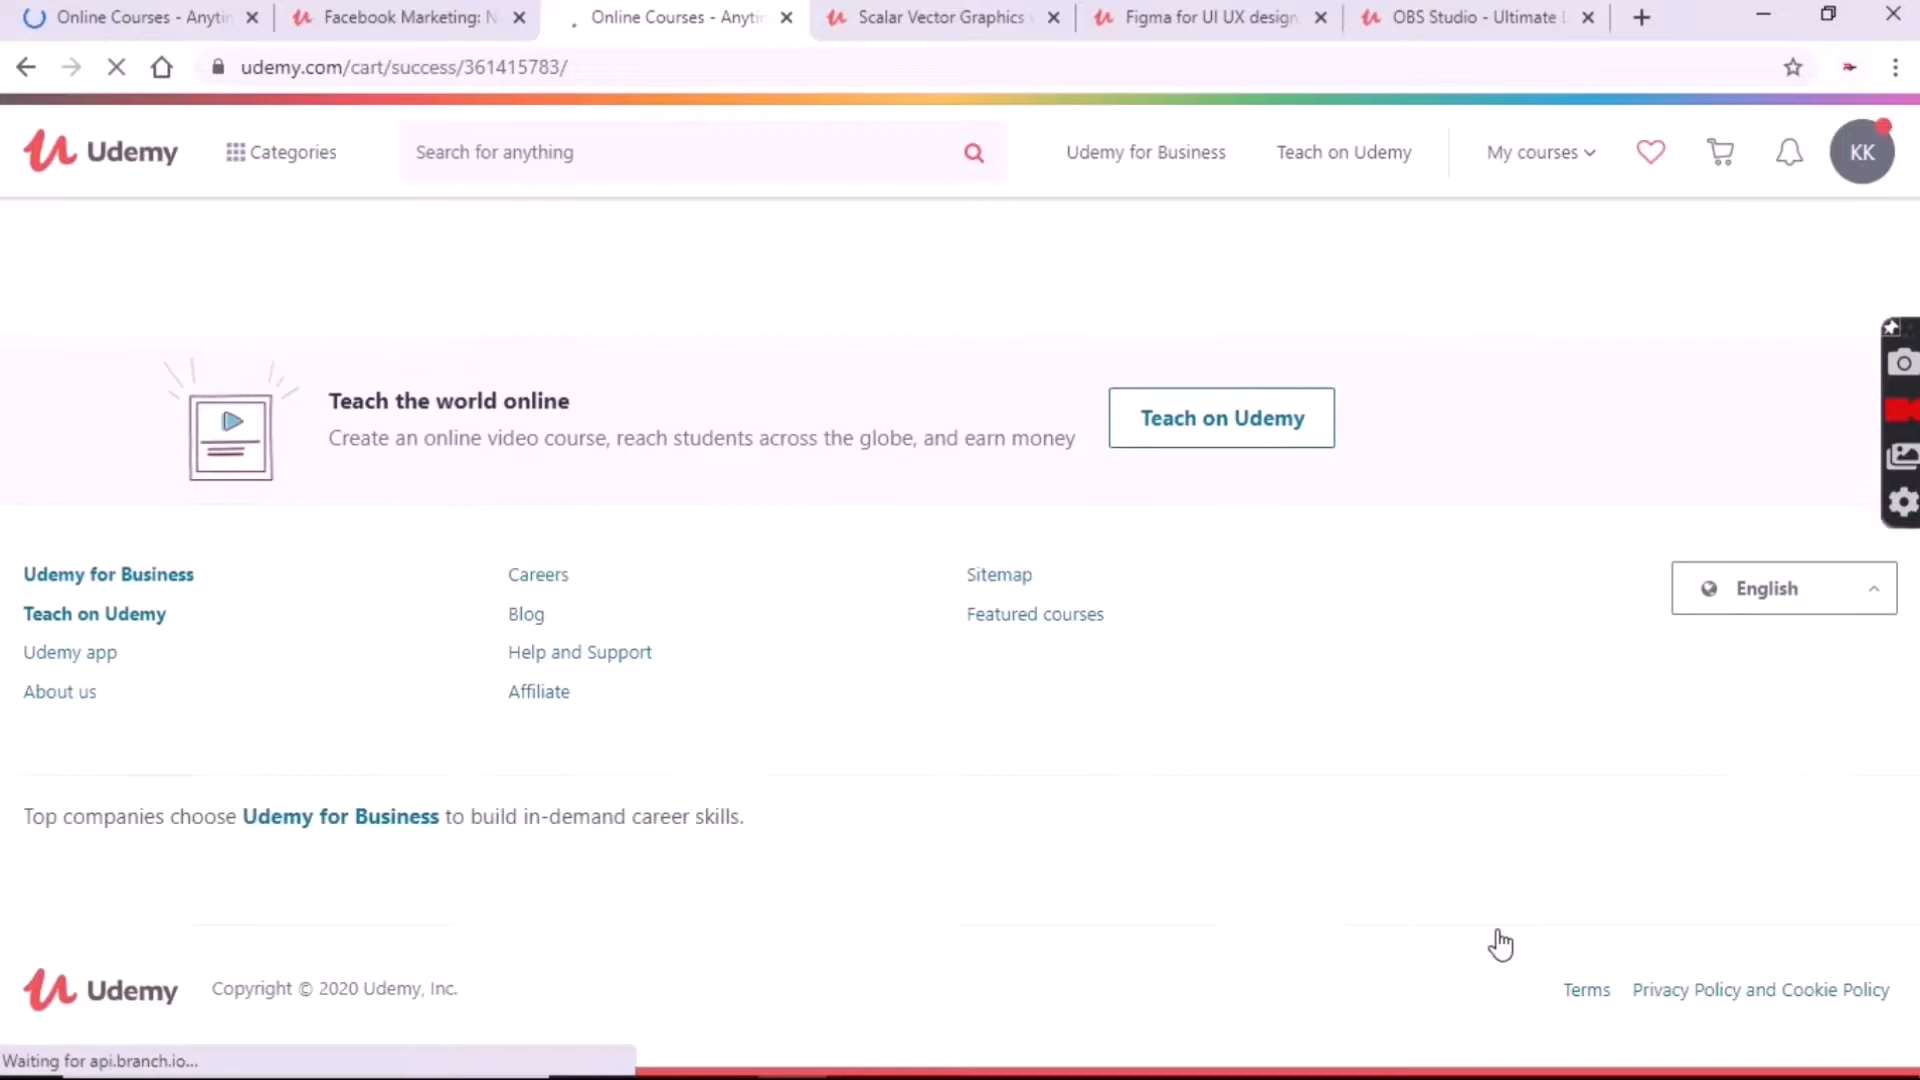 Online Courses - Anytin
Facebook Marketing: N
Online Courses - Anytin
Scalar Vector Graphics
Figma for UI UX design
OBS Studio - Ultimate
udemy.com/cart/success/361415783/
Udemy
Categories
Search for anything
Udemy for Business
Teach on Udemy
My courses
KK
Teach the world online
Create an online video course, reach students across the globe, and earn money
Teach on Udemy
Udemy for Business
Careers
Sitemap
English
Teach on Udemy
Blog
Featured courses
Udemy app
Help and Support
About us
Affiliate
Top companies choose Udemy for Business to build in-demand career skills.
Udemy
Copyright © 2020 Udemy, Inc.
Terms
Privacy Policy and Cookie Policy
Waiting for api.branch.io...